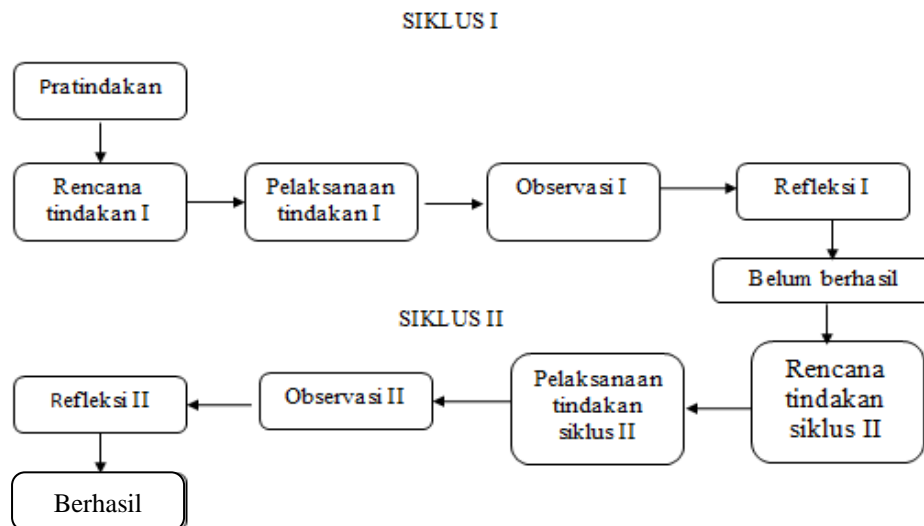 SIKLUS I
Pratindakan
Rencana
tindakan I
Pelaksanaan
tindakan I
Observasi I
Refleksi I
Belum berhasil
SIKLUS II
Rencana
tindakan
siklus II
Pelaksanaan
tindakan
siklus II
Observasi II
Refleksi II
Berhasil